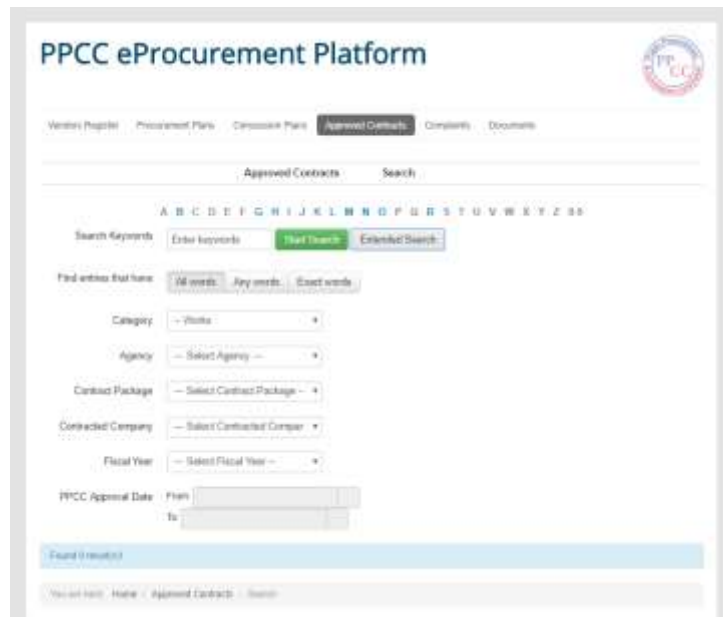 PPCC eProcurement Platform
PPCC
Vendors Register Procurement Plans Concession Plans Approved Contracts Complaints Documents
Approved Contracts Search
A B C D E F G H I J K L M N O P Q R S T U V W X Y Z
Search Keywords Enter keywords Start Search Extended Search
Find entries that have All words Any words Exact words
Category -- Works
Agency --- Select Agency ---
Contract Package --- Select Contract Package --
Contracted Company --- Select Contracted Compar
Fiscal Year --- Select Fiscal Year --
PPCC Approval Date From
To
Found 0 result(s)
You are here: Home / Approved Contracts / Search